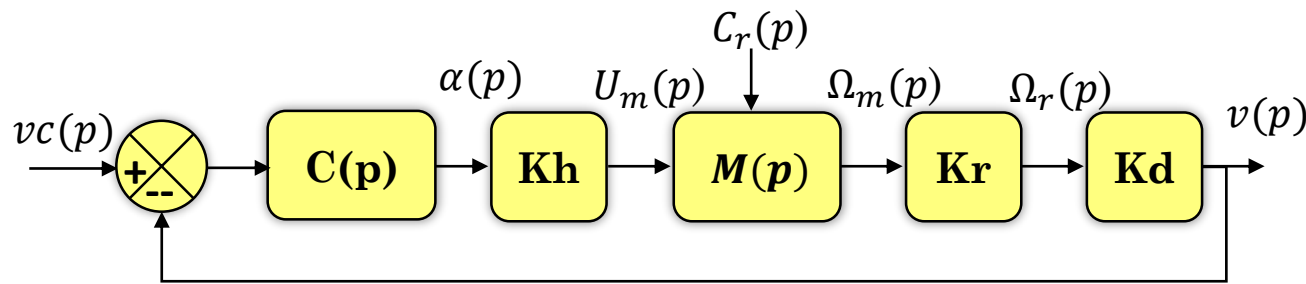 C_r(p)
α(p)
U_m(p)
Ω_m(p)
Ω_r(p)
v(p)
vc(p)
+
--
C(p)
Kh
M(p)
Kr
Kd